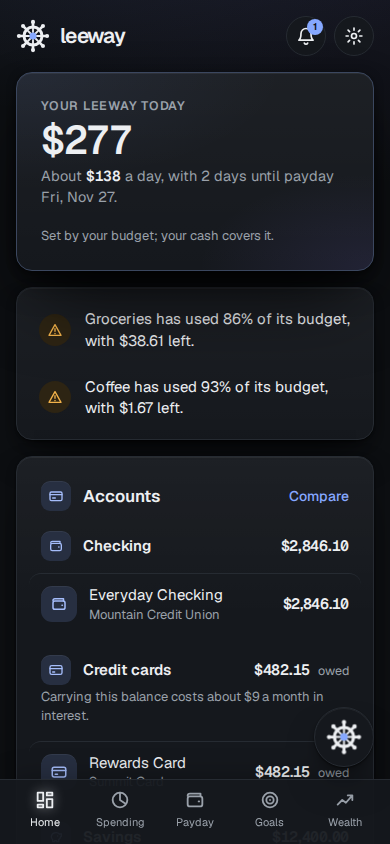 leeway
1
YOUR LEEWAY TODAY
$277
About $138 a day, with 2 days until payday
Fri, Nov 27.
Set by your budget; your cash covers it.
Groceries has used 86% of its budget,
with $38.61 left.
Coffee has used 93% of its budget,
with $1.67 left.
Accounts Compare
Checking $2,846.10
Everyday Checking $2,846.10
Mountain Credit Union
Credit cards $482.15 owed
Carrying this balance costs about $9 a month in
interest.
Rewards Card $482.15 owed
Home Spending Payday Goals Wealth
Savings $12,400.00